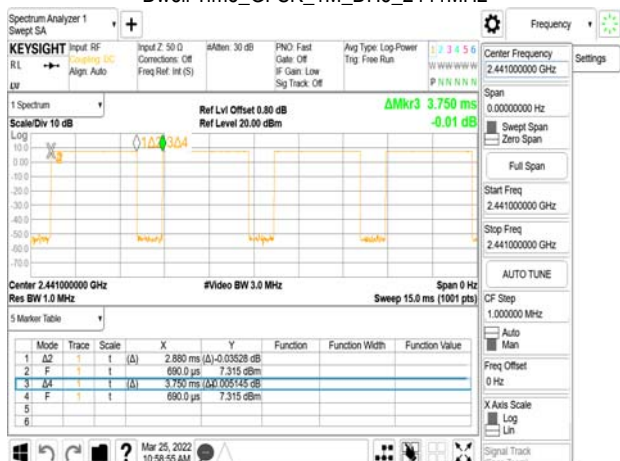 Spectrum Analyzer 1
Swept SA
+
Frequency
KEYSIGHT
RL
Input: RF
Coupling: DC
Align: Auto
Input Z: 50 Ω
Corrections: Off
Freq Ref: Int (S)
#Atten: 30 dB
PNO: Fast
Gate: Off
IF Gain: Low
Sig Track: Off
Avg Type: Log-Power
Trig: Free Run
1 2 3 4 5 6
W W W W W W
P N N N N N
1 Spectrum
Scale/Div 10 dB
Ref Lvl Offset 0.80 dB
Ref Level 20.00 dBm
ΔMkr3 3.750 ms
-0.01 dB
Log
10.0
0.00
-10.0
-20.0
-30.0
-40.0
-50.0
-60.0
-70.0
1Δ2
3Δ4
Center 2.441000000 GHz
#Video BW 3.0 MHz
Span 0 Hz
Res BW 1.0 MHz
Sweep 15.0 ms (1001 pts)
5 Marker Table
Mode Trace Scale X Y Function Function Width Function Value
1 Δ2 1 t (Δ) 2.880 ms (Δ) -0.03528 dB
2 F 1 t 690.0 µs 7.315 dBm
3 Δ4 1 t (Δ) 3.750 ms (Δ) 0.005145 dB
4 F 1 t 690.0 µs 7.315 dBm
5
6
?
Mar 25, 2022
10:58:55 AM
Center Frequency
2.441000000 GHz
Settings
Span
0.00000000 Hz
Swept Span
Zero Span
Full Span
Start Freq
2.441000000 GHz
Stop Freq
2.441000000 GHz
AUTO TUNE
CF Step
1.000000 MHz
Auto
Man
Freq Offset
0 Hz
X Axis Scale
Log
Lin
Signal Track